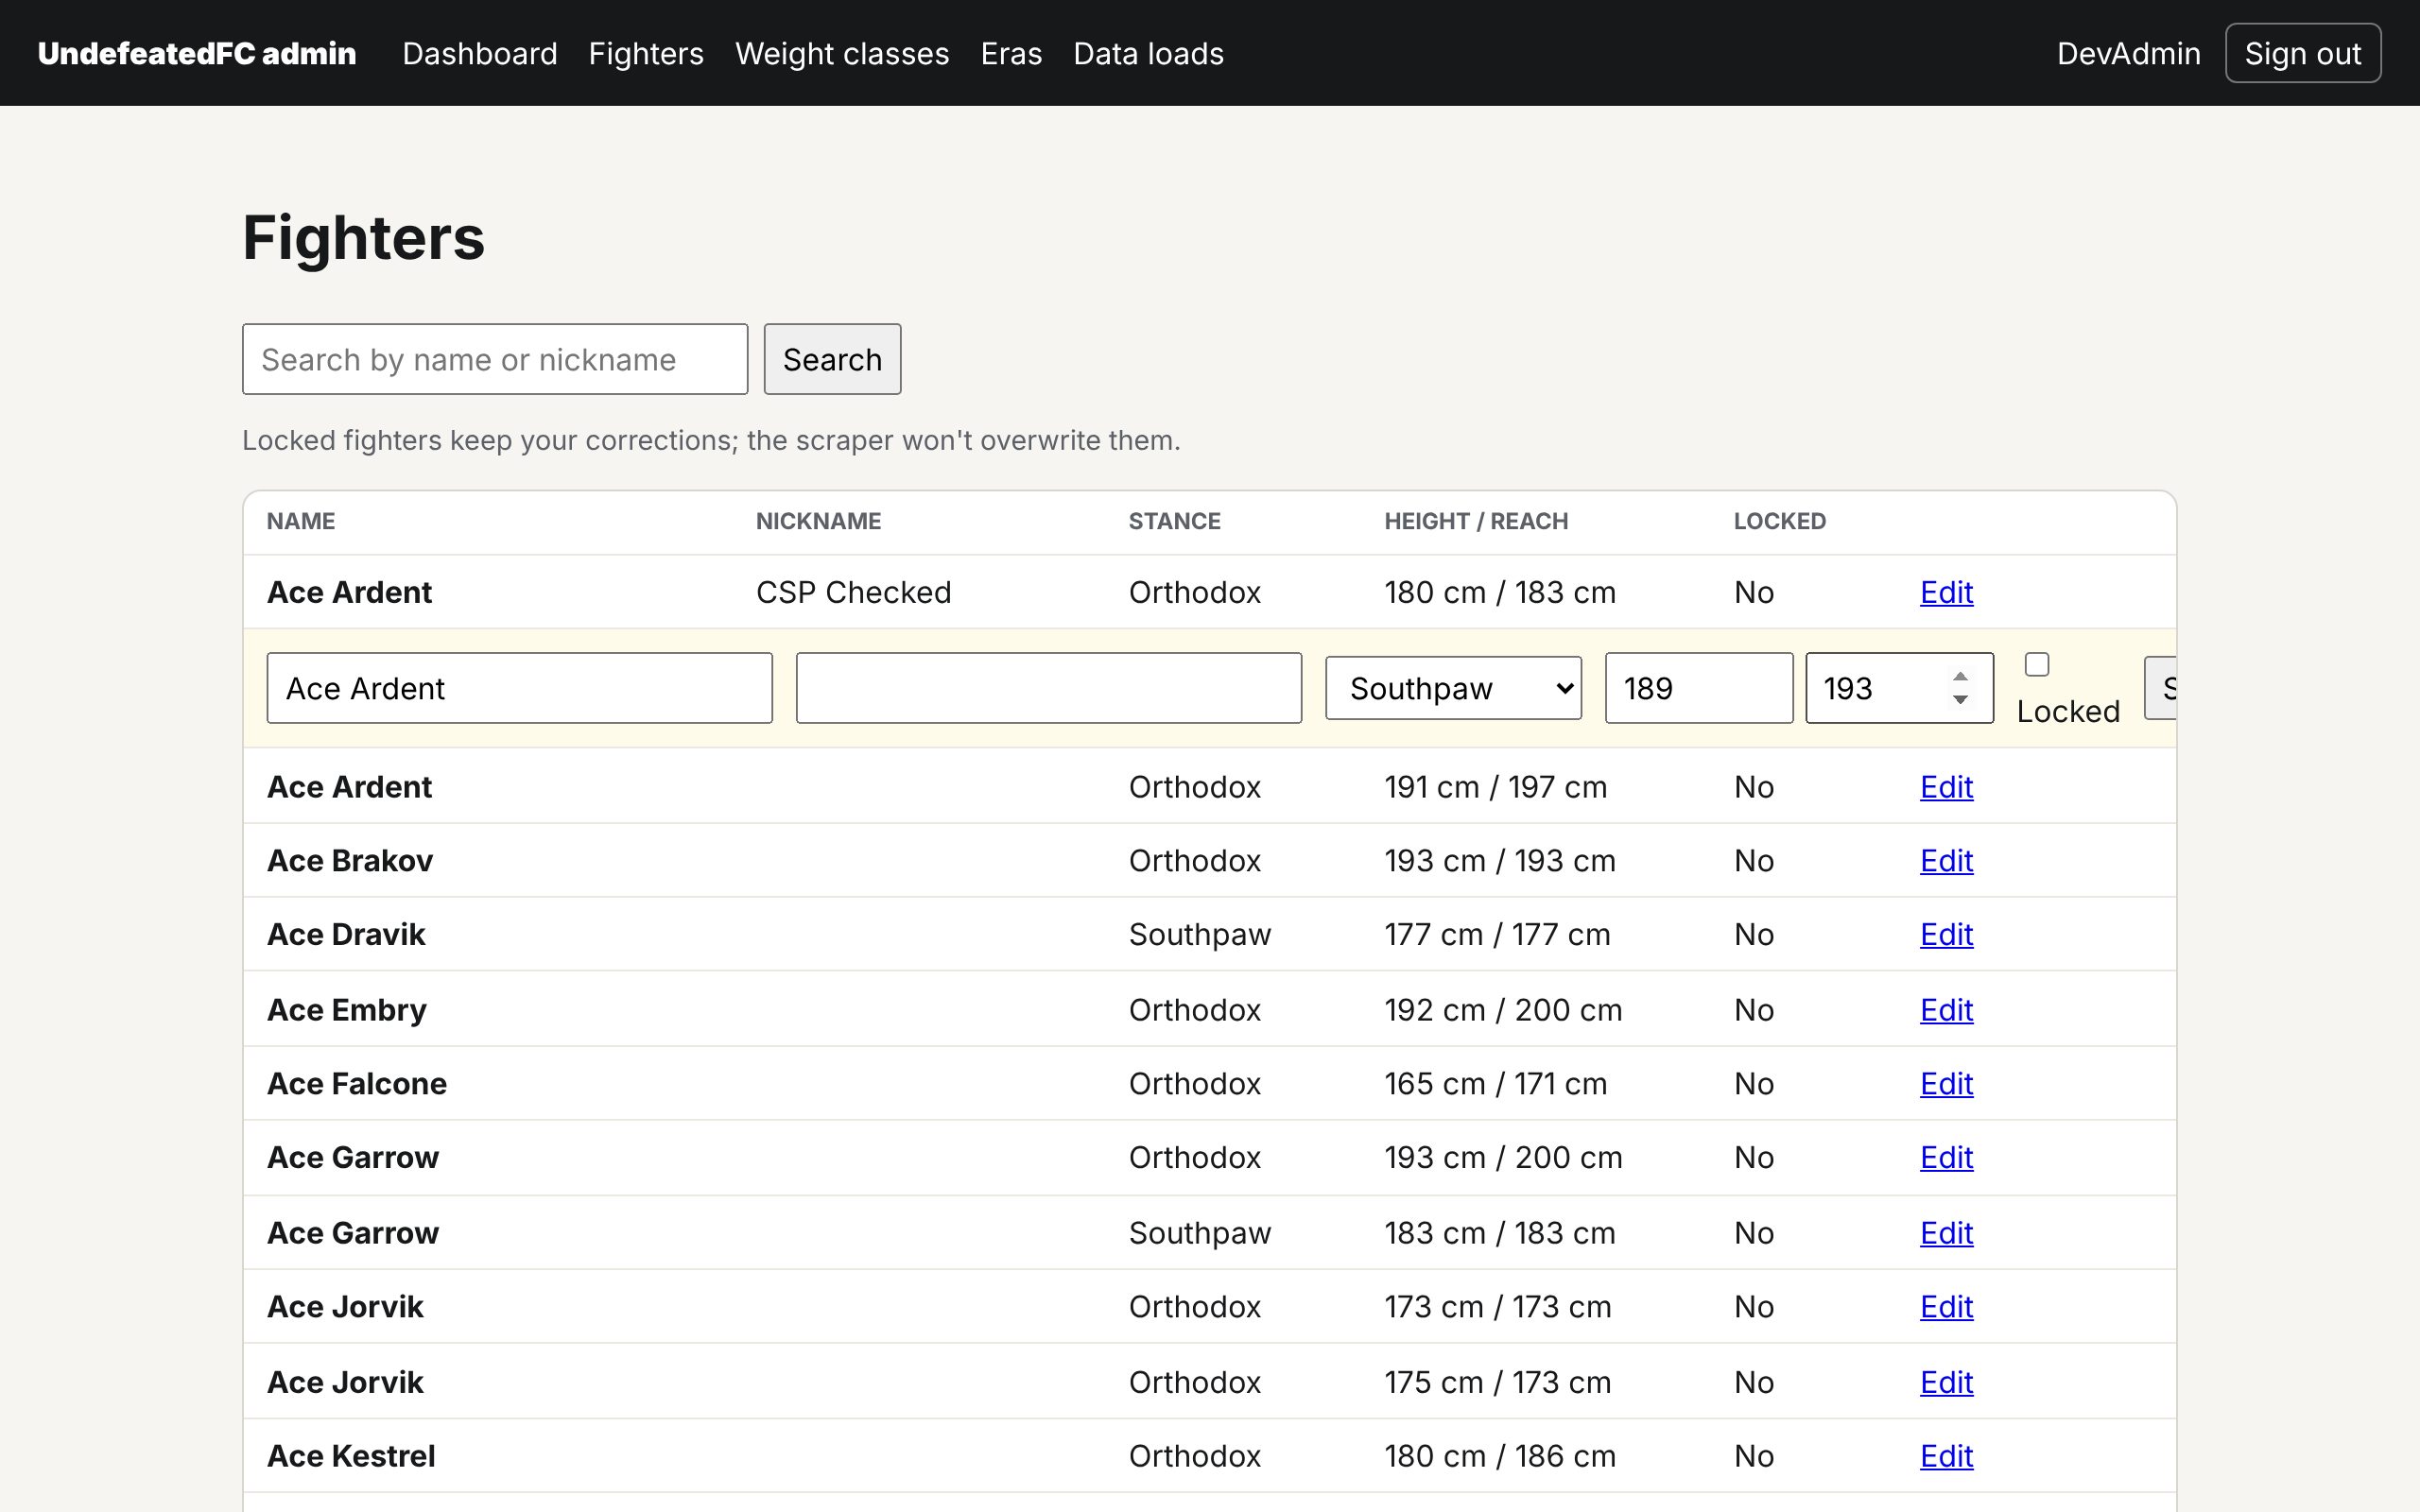 UndefeatedFC admin Dashboard Fighters Weight classes Eras Data loads DevAdmin Sign out
Fighters
Search by name or nickname Search
Locked fighters keep your corrections; the scraper won't overwrite them.
NAME NICKNAME STANCE HEIGHT / REACH LOCKED
Ace Ardent CSP Checked Orthodox 180 cm / 183 cm No Edit
Ace Ardent Southpaw 189 193 Locked
Ace Ardent Orthodox 191 cm / 197 cm No Edit
Ace Brakov Orthodox 193 cm / 193 cm No Edit
Ace Dravik Southpaw 177 cm / 177 cm No Edit
Ace Embry Orthodox 192 cm / 200 cm No Edit
Ace Falcone Orthodox 165 cm / 171 cm No Edit
Ace Garrow Orthodox 193 cm / 200 cm No Edit
Ace Garrow Southpaw 183 cm / 183 cm No Edit
Ace Jorvik Orthodox 173 cm / 173 cm No Edit
Ace Jorvik Orthodox 175 cm / 173 cm No Edit
Ace Kestrel Orthodox 180 cm / 186 cm No Edit